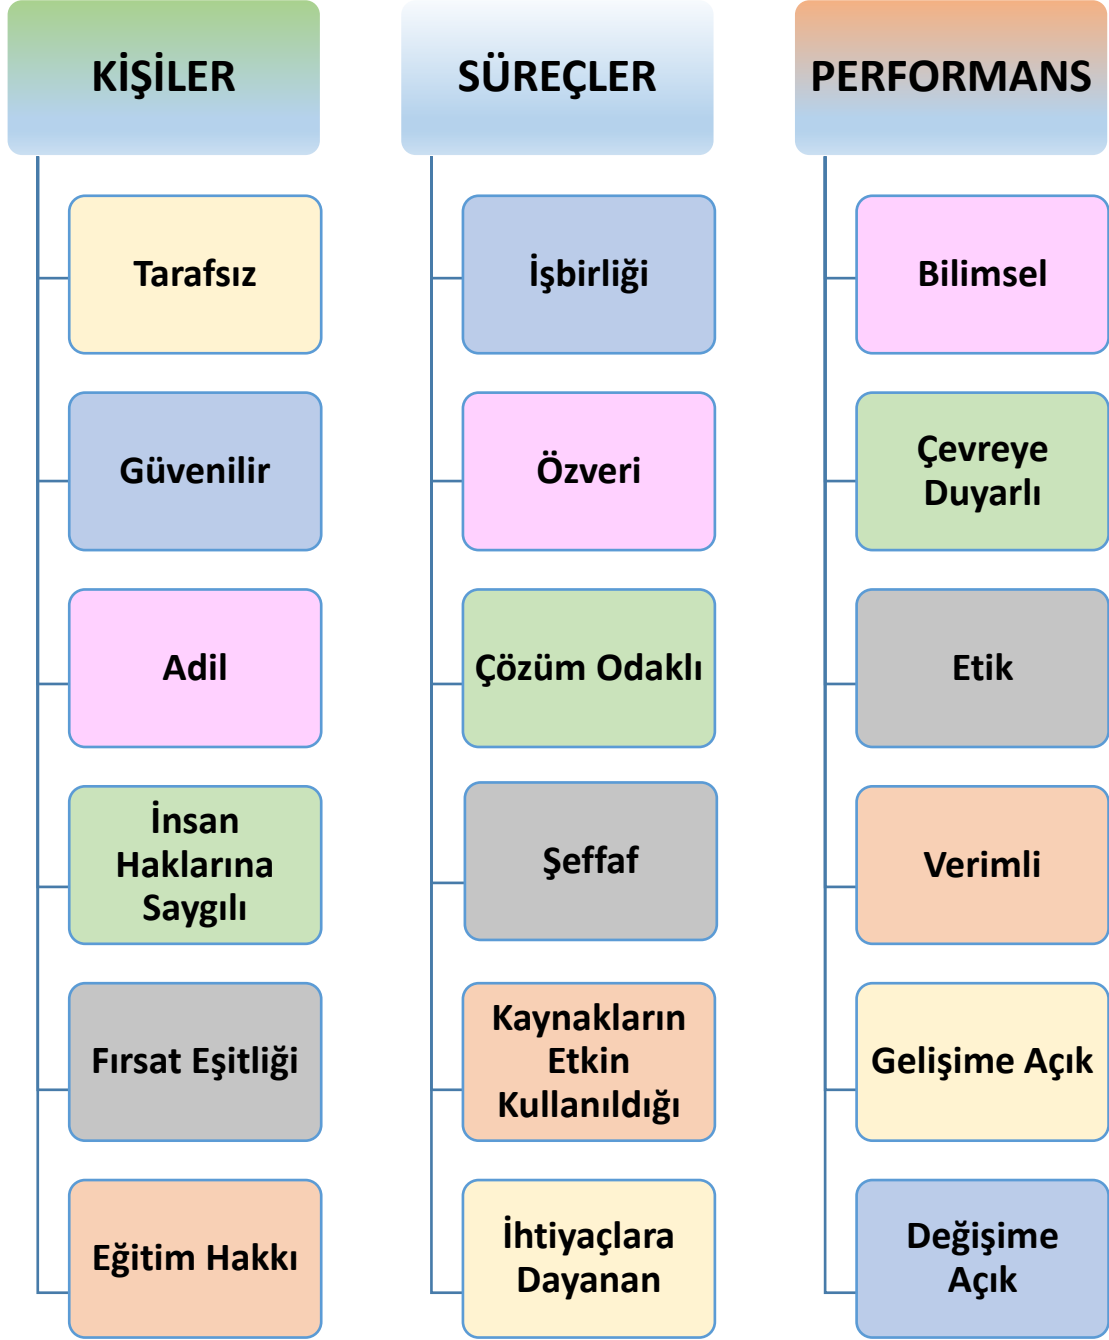 KİŞİLER
Tarafsız
Güvenilir
Adil
İnsan
Haklarına
Saygılı
Fırsat Eşitliği
Eğitim Hakkı
SÜREÇLER
İşbirliği
Özveri
Çözüm Odaklı
Şeffaf
Kaynakların
Etkin
Kullanıldığı
İhtiyaçlara
Dayanan
PERFORMANS
Bilimsel
Çevreye
Duyarlı
Etik
Verimli
Gelişime Açık
Değişime
Açık